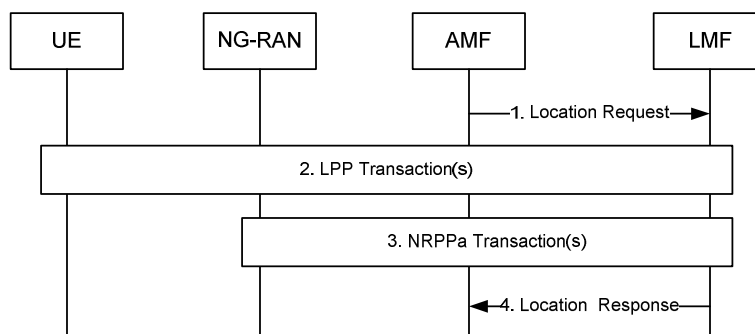 UE
NG-RAN
AMF
LMF
1. Location Request
2. LPP Transaction(s)
3. NRPPa Transaction(s)
4. Location Response